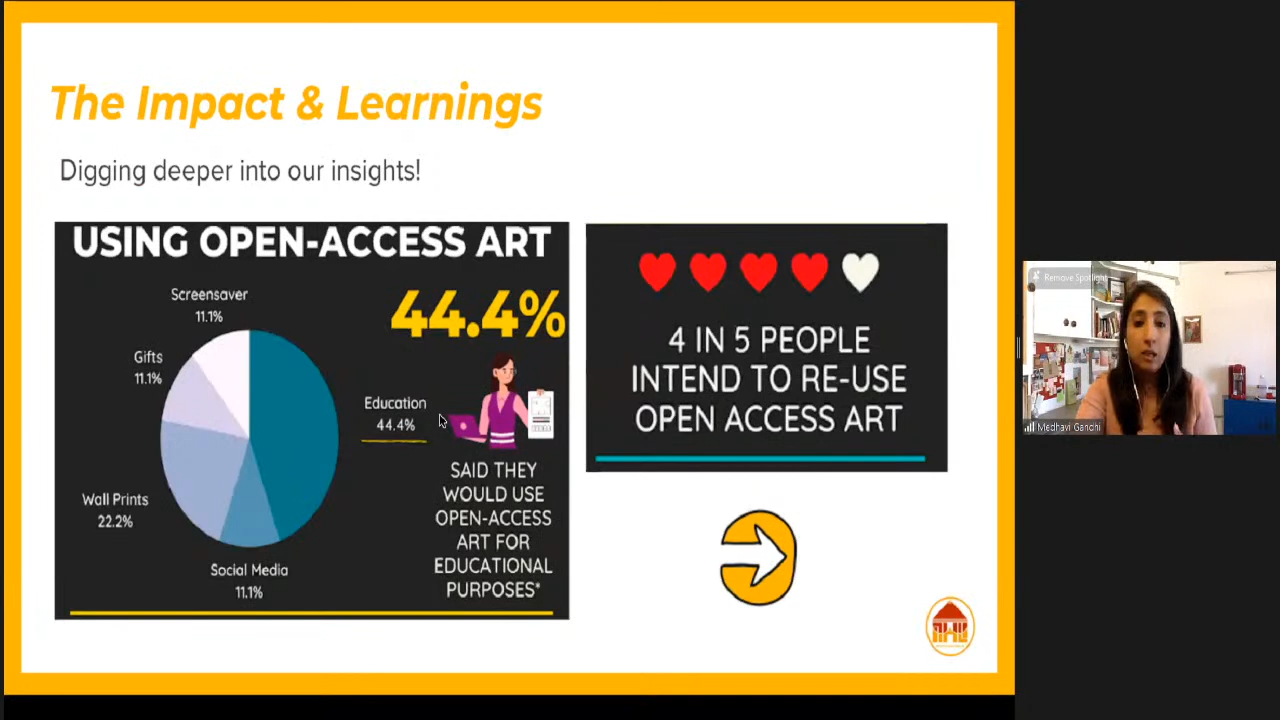 The Impact & Learnings
Digging deeper into our insights!
USING OPEN-ACCESS ART
44.4%
Screensaver
11.1%
Gifts
11.1%
Education
44.4%
Wall Prints
22.2%
Social Media
11.1%
SAID THEY
WOULD USE
OPEN-ACCESS
ART FOR
EDUCATIONAL
PURPOSES*
4 IN 5 PEOPLE
INTEND TO RE-USE
OPEN ACCESS ART
Remove Spotlight
Medhavi Gandhi